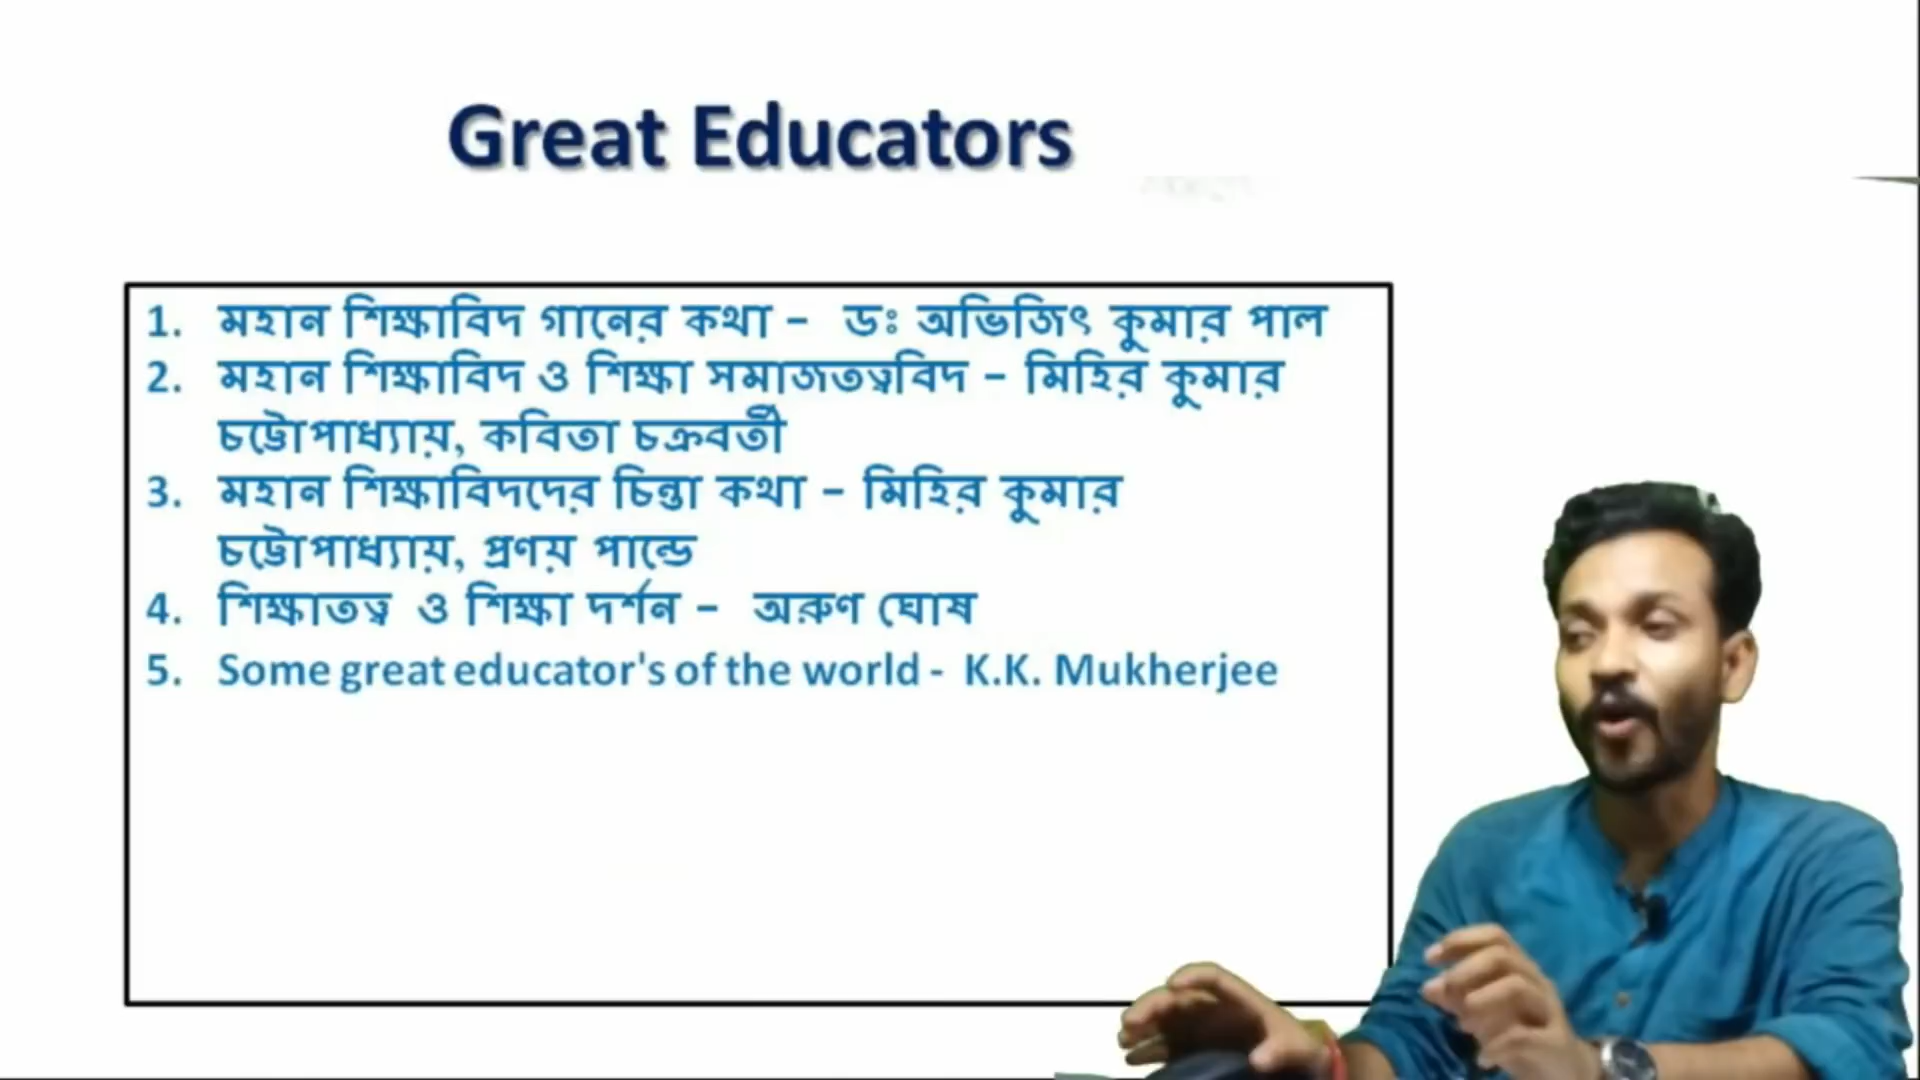 Great Educators
1. মহান শিক্ষাবিদ গানের কথা – ডঃ অভিজিৎ কুমার পাল
2. মহান শিক্ষাবিদ ও শিক্ষা সমাজতত্ত্ববিদ – মিহির কুমার
চট্টোপাধ্যায়, কবিতা চক্রবর্তী
3. মহান শিক্ষাবিদদের চিন্তা কথা – মিহির কুমার
চট্টোপাধ্যায়, প্রণয় পান্ডে
4. শিক্ষাতত্ত্ব ও শিক্ষা দর্শন – অরুণ ঘোষ
5. Some great educator's of the world - K.K. Mukherjee